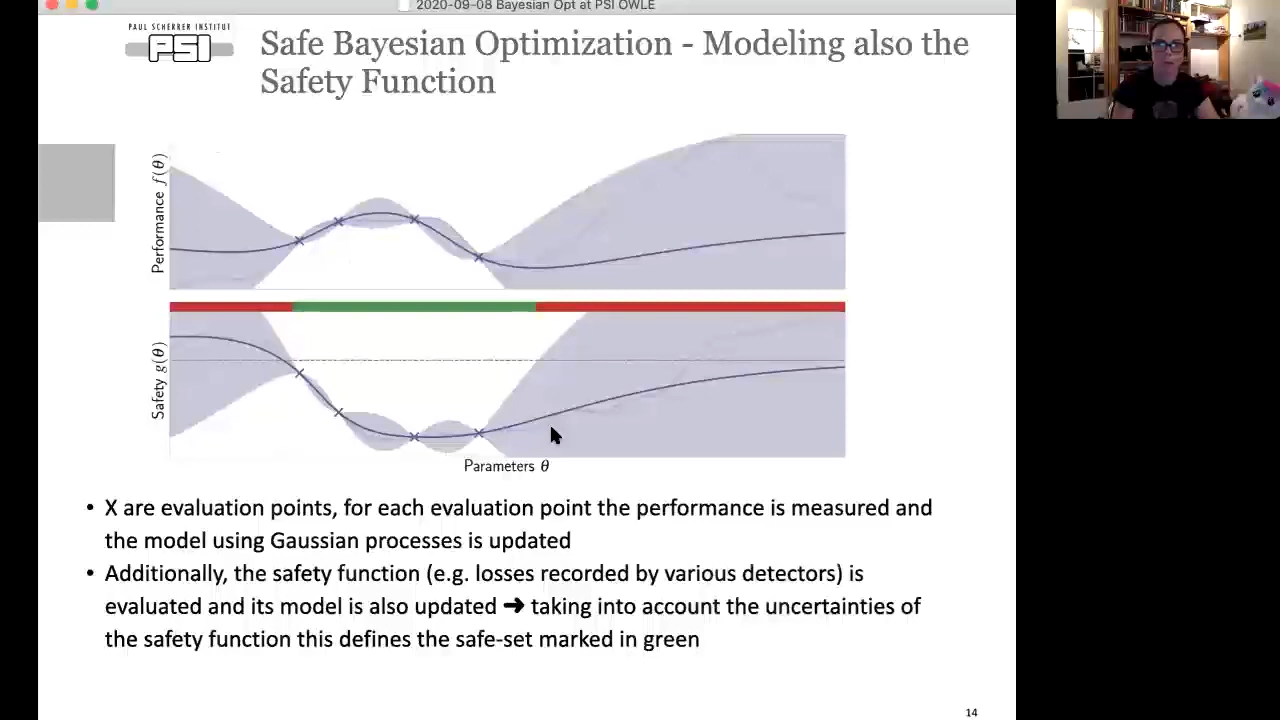 2020-09-08 Bayesian Opt at PSI OWLE
PAUL SCHERRER INSTITUT
PSI
Safe Bayesian Optimization - Modeling also the
Safety Function
Performance f(θ)
Safety g(θ)
Parameters θ
• X are evaluation points, for each evaluation point the performance is measured and
the model using Gaussian processes is updated
• Additionally, the safety function (e.g. losses recorded by various detectors) is
evaluated and its model is also updated ➔ taking into account the uncertainties of
the safety function this defines the safe-set marked in green
14